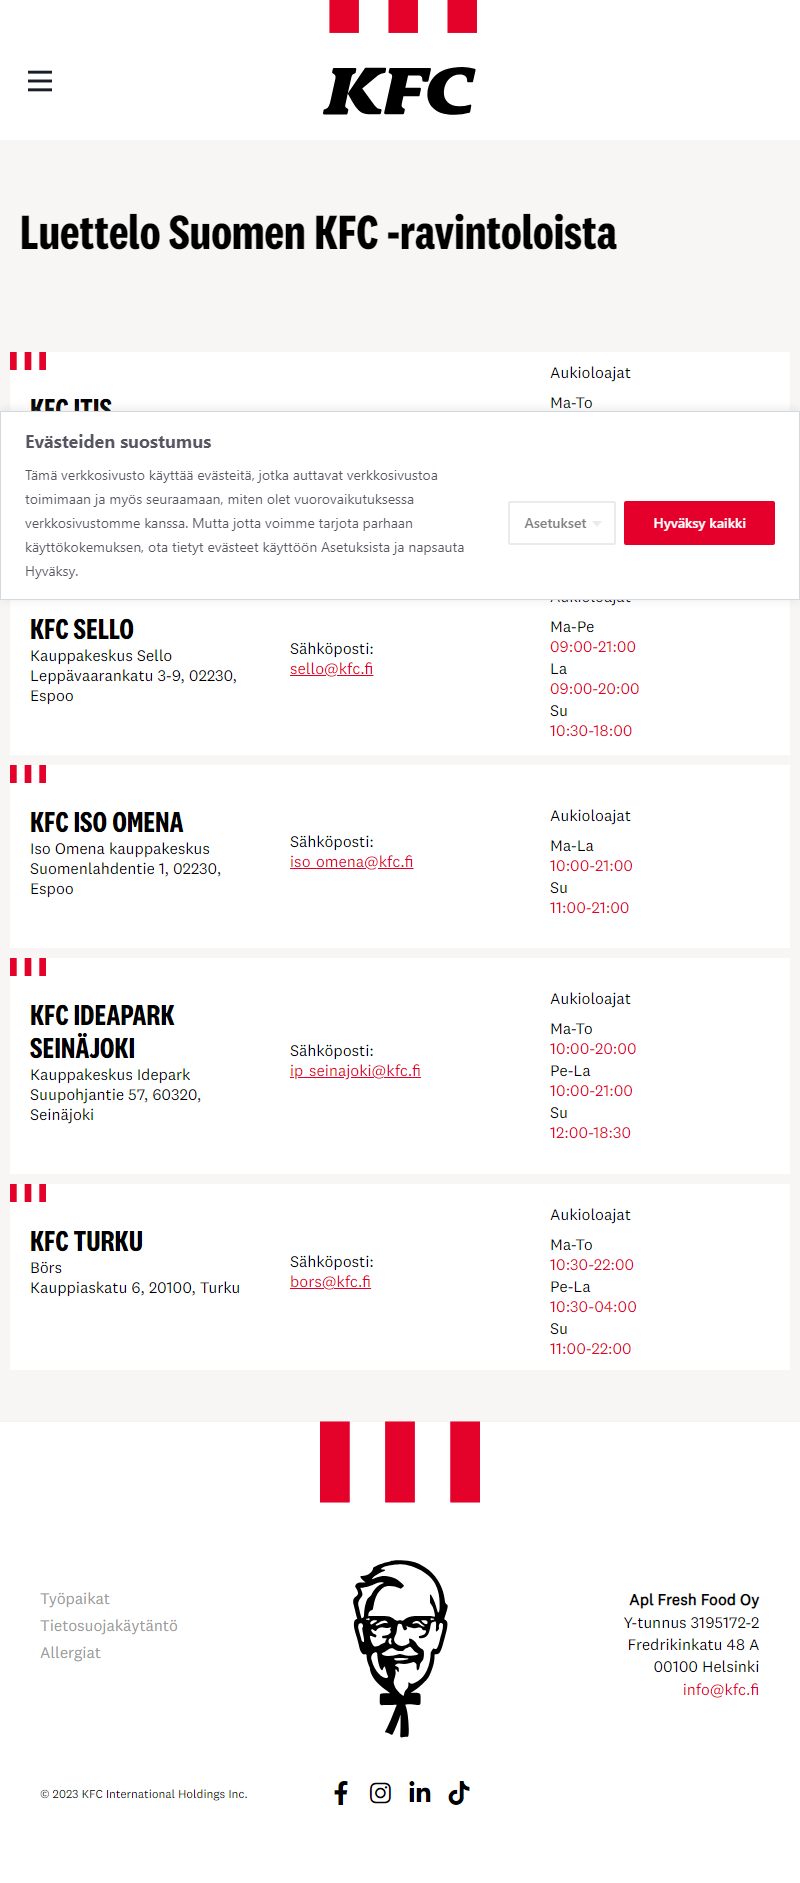 KFC
Luettelo Suomen KFC -ravintoloista
KFC ITIS
Aukioloajat
Ma-To
Evästeiden suostumus
Tämä verkkosivusto käyttää evästeitä, jotka auttavat verkkosivustoa
toimimaan ja myös seuraamaan, miten olet vuorovaikutuksessa
verkkosivustomme kanssa. Mutta jotta voimme tarjota parhaan
käyttökokemuksen, ota tietyt evästeet käyttöön Asetuksista ja napsauta
Hyväksy.
Asetukset
Hyväksy kaikki
KFC SELLO
Kauppakeskus Sello
Leppävaarankatu 3-9, 02230,
Espoo
Sähköposti:
sello@kfc.fi
Aukioloajat
Ma-Pe
09:00-21:00
La
09:00-20:00
Su
10:30-18:00
KFC ISO OMENA
Iso Omena kauppakeskus
Suomenlahdentie 1, 02230,
Espoo
Sähköposti:
iso_omena@kfc.fi
Aukioloajat
Ma-La
10:00-21:00
Su
11:00-21:00
KFC IDEAPARK
SEINÄJOKI
Kauppakeskus Idepark
Suupohjantie 57, 60320,
Seinäjoki
Sähköposti:
ip_seinajoki@kfc.fi
Aukioloajat
Ma-To
10:00-20:00
Pe-La
10:00-21:00
Su
12:00-18:30
KFC TURKU
Börs
Kauppiaskatu 6, 20100, Turku
Sähköposti:
bors@kfc.fi
Aukioloajat
Ma-To
10:30-22:00
Pe-La
10:30-04:00
Su
11:00-22:00
Työpaikat
Tietosuojakäytäntö
Allergiat
Apl Fresh Food Oy
Y-tunnus 3195172-2
Fredrikinkatu 48 A
00100 Helsinki
info@kfc.fi
© 2023 KFC International Holdings Inc.